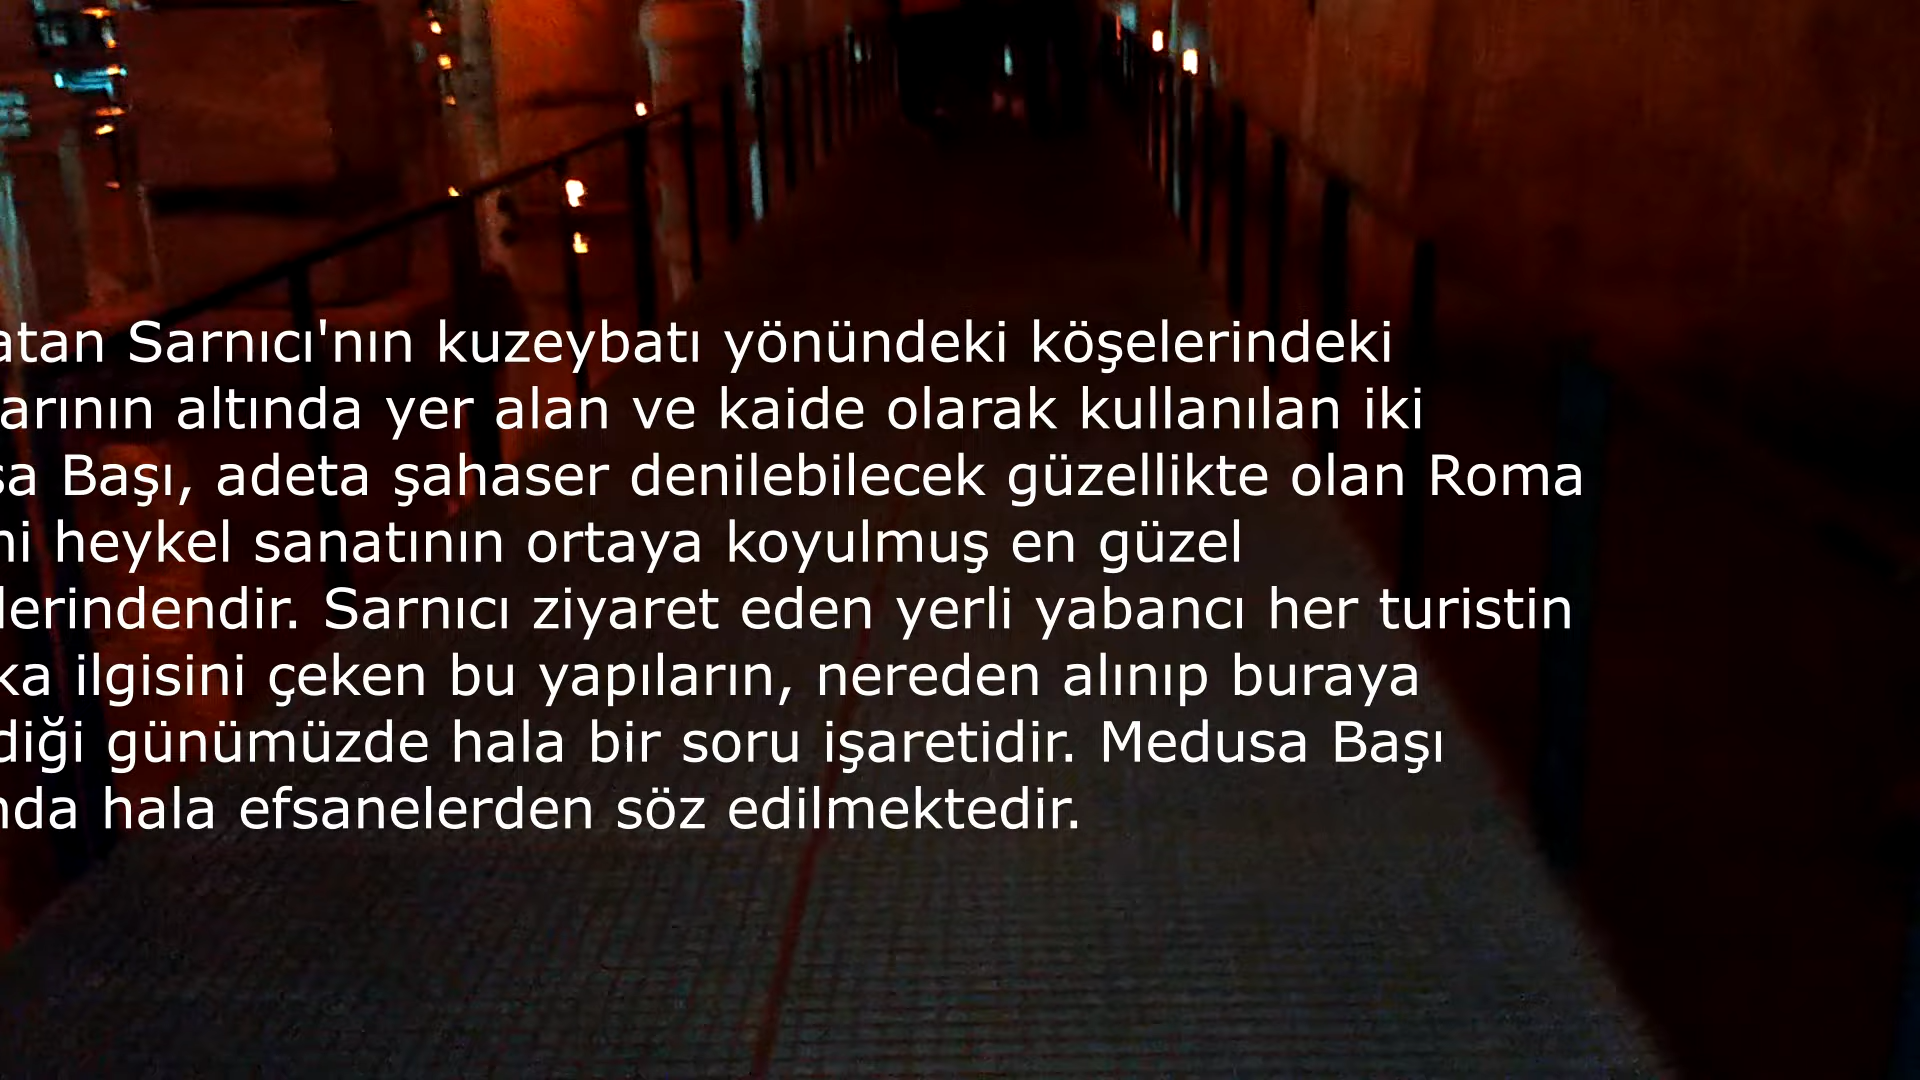 atan Sarnıcı'nın kuzeybatı yönündeki köşelerindeki
arının altında yer alan ve kaide olarak kullanılan iki
sa Başı, adeta şahaser denilebilecek güzellikte olan Roma
ni heykel sanatının ortaya koyulmuş en güzel
lerindendir. Sarnıcı ziyaret eden yerli yabancı her turistin
ka ilgisini çeken bu yapıların, nereden alınıp buraya
diği günümüzde hala bir soru işaretidir. Medusa Başı
nda hala efsanelerden söz edilmektedir.